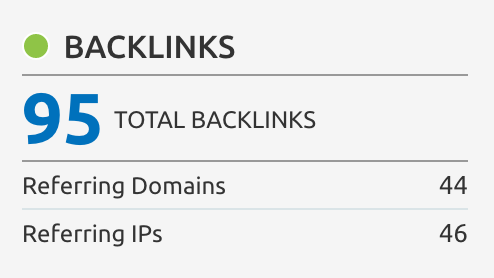 BACKLINKS
95 TOTAL BACKLINKS
Referring Domains 44
Referring IPs 46